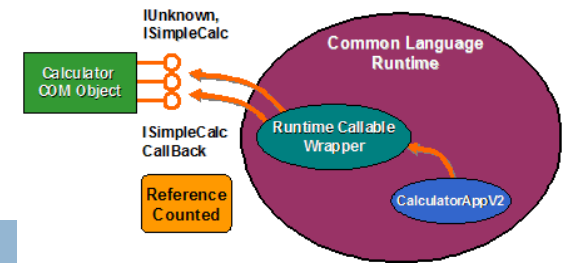 IUnknown,
ISimpleCalc
Common Language
Runtime
Calculator
COM Object
Runtime Callable
Wrapper
ISimpleCalc
CallBack
Reference
Counted
CalculatorAppV2